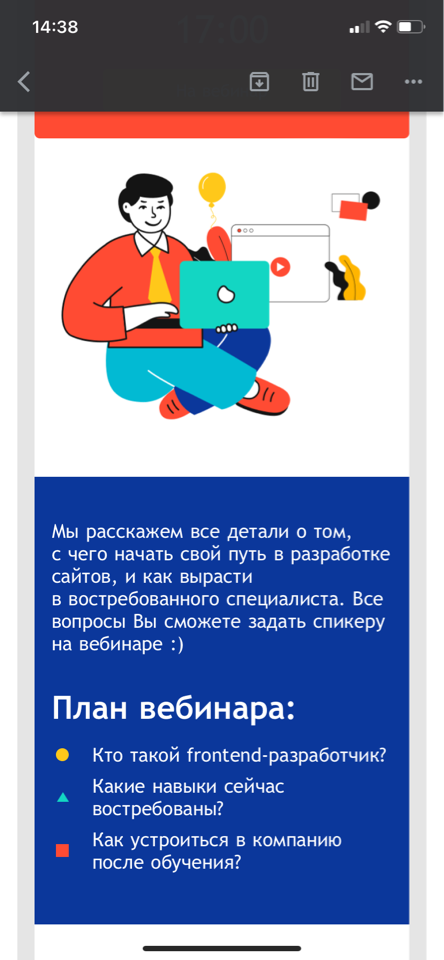 14:38
17:00
Мы расскажем все детали о том,
с чего начать свой путь в разработке
сайтов, и как вырасти
в востребованного специалиста. Все
вопросы Вы сможете задать спикеру
на вебинаре :)
План вебинара:
Кто такой frontend-разработчик?
Какие навыки сейчас
востребованы?
Как устроиться в компанию
после обучения?